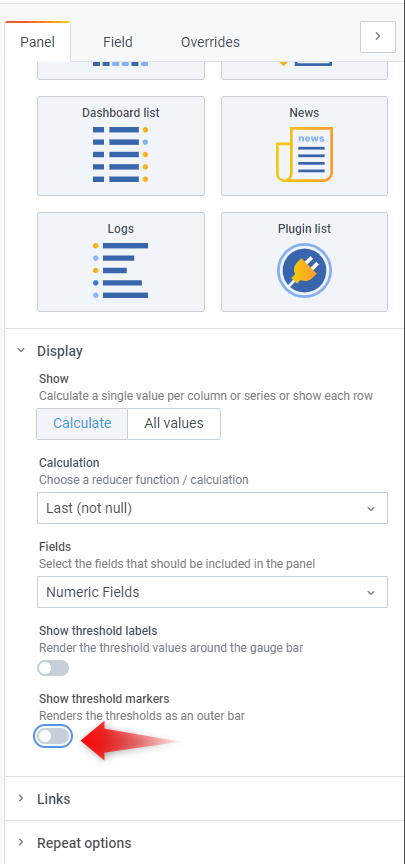 Panel
Field
Overrides
Dashboard list
News
news
Logs
Plugin list
Display
Show
Calculate a single value per column or series or show each row
Calculate
All values
Calculation
Choose a reducer function / calculation
Last (not null)
Fields
Select the fields that should be included in the panel
Numeric Fields
Show threshold labels
Render the threshold values around the gauge bar
Show threshold markers
Renders the thresholds as an outer bar
Links
Repeat options